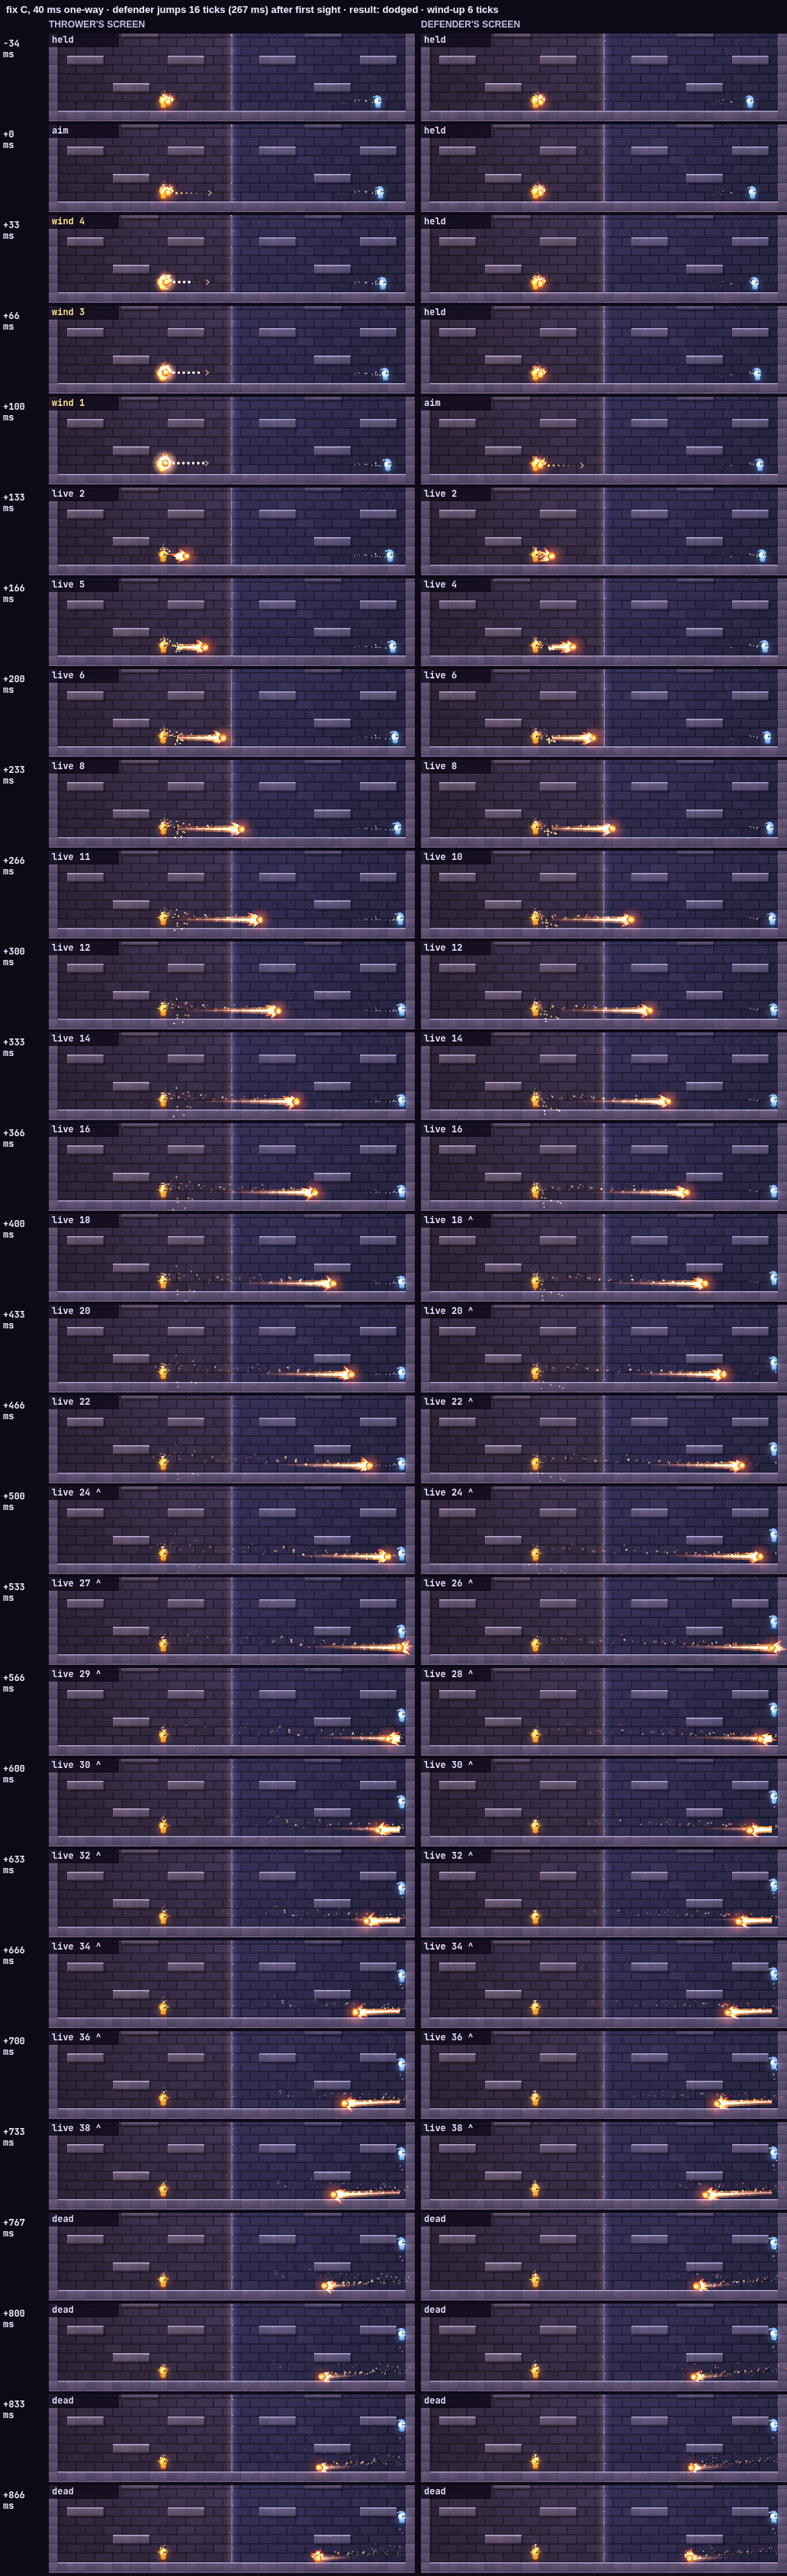 fix C, 40 ms one-way · defender jumps 16 ticks (267 ms) after first sight · result: dodged · wind-up 6 ticks
THROWER'S SCREEN DEFENDER'S SCREEN
-34 ms held held
+0 ms aim held
+33 ms wind 4 held
+66 ms wind 3 held
+100 ms wind 1 aim
+133 ms live 2 live 2
+166 ms live 5 live 4
+200 ms live 6 live 6
+233 ms live 8 live 8
+266 ms live 11 live 10
+300 ms live 12 live 12
+333 ms live 14 live 14
+366 ms live 16 live 16
+400 ms live 18 live 18 ^
+433 ms live 20 live 20 ^
+466 ms live 22 live 22 ^
+500 ms live 24 ^ live 24 ^
+533 ms live 27 ^ live 26 ^
+566 ms live 29 ^ live 28 ^
+600 ms live 30 ^ live 30 ^
+633 ms live 32 ^ live 32 ^
+666 ms live 34 ^ live 34 ^
+700 ms live 36 ^ live 36 ^
+733 ms live 38 ^ live 38 ^
+767 ms dead dead
+800 ms dead dead
+833 ms dead dead
+866 ms dead dead